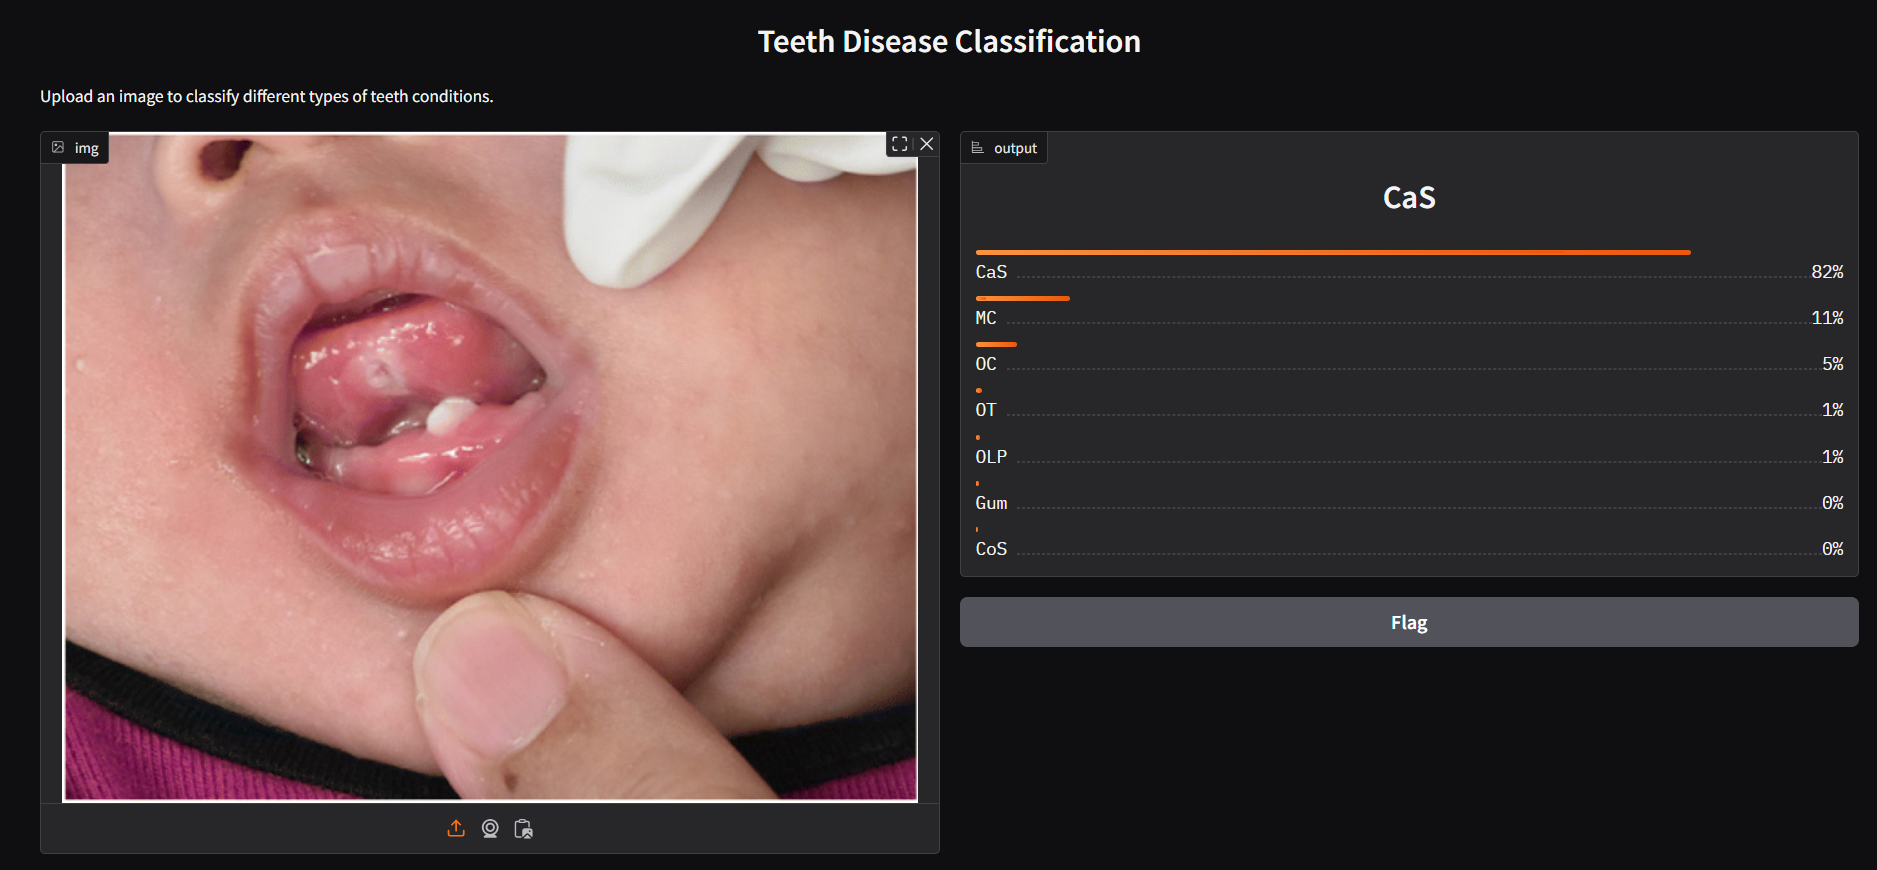 Teeth Disease Classification
Upload an image to classify different types of teeth conditions.
img
output
CaS
CaS 82%
MC 11%
OC 5%
OT 1%
OLP 1%
Gum 0%
CoS 0%
Flag